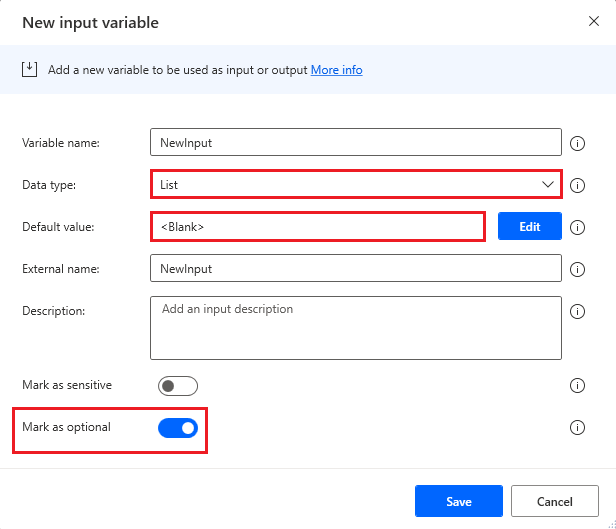 New input variable
Add a new variable to be used as input or output More info
Variable name: NewInput
Data type: List
Default value: <Blank> Edit
External name: NewInput
Description: Add an input description
Mark as sensitive
Mark as optional
Save Cancel